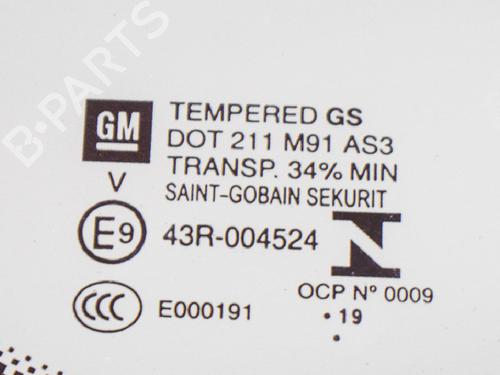 B-PARTS
GM
TEMPERED GS
DOT 211 M91 AS3
TRANSP. 34% MIN
V
SAINT-GOBAIN SEKURIT
E9
43R-004524
N
OCP Nº 0009
CCC
E000191
· 19 ·